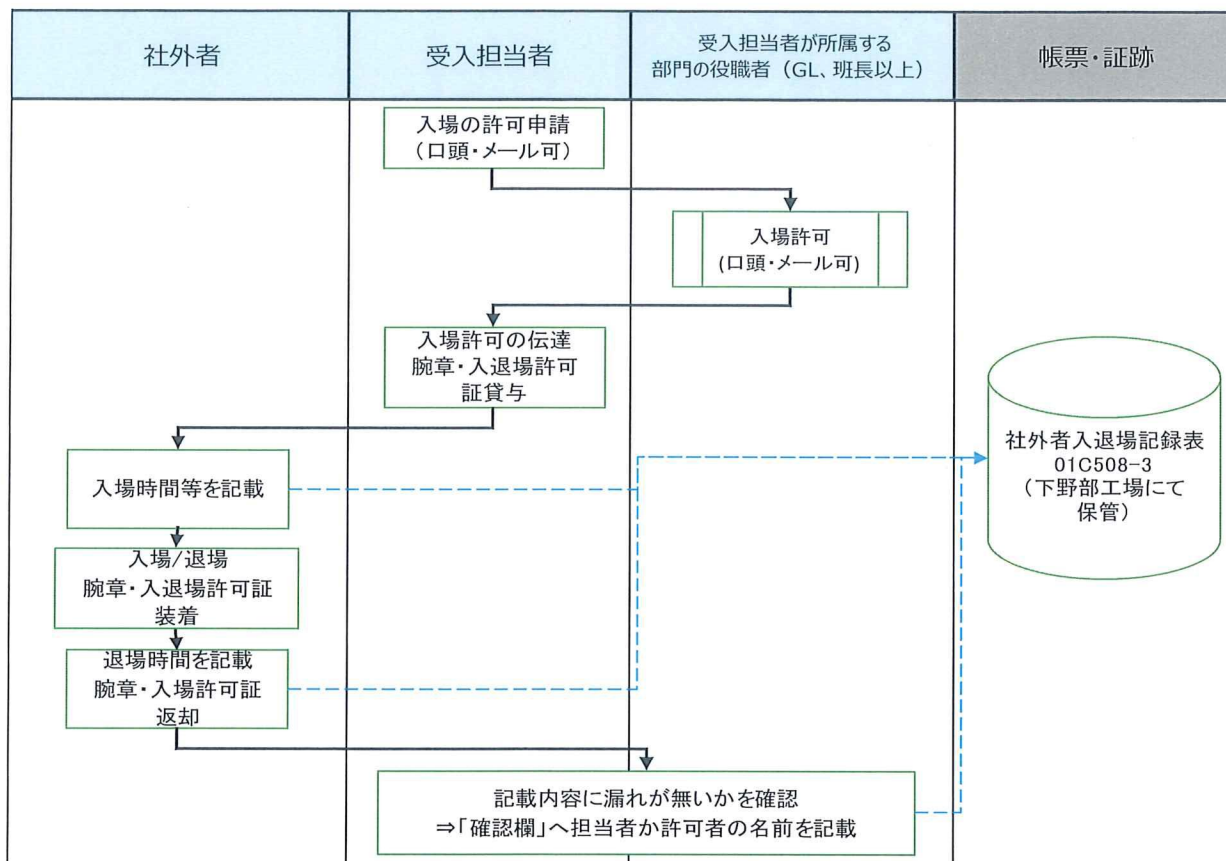 社外者
受入担当者
受入担当者が所属する
部門の役職者（GL、班長以上）
帳票・証跡
入場の許可申請
（口頭・メール可）
入場許可
(口頭・メール可)
入場許可の伝達
腕章・入退場許可
証貸与
入場時間等を記載
社外者入退場記録表
01C508-3
（下野部工場にて
保管）
入場/退場
腕章・入退場許可証
装着
退場時間を記載
腕章・入場許可証
返却
記載内容に漏れが無いかを確認
⇒「確認欄」へ担当者か許可者の名前を記載